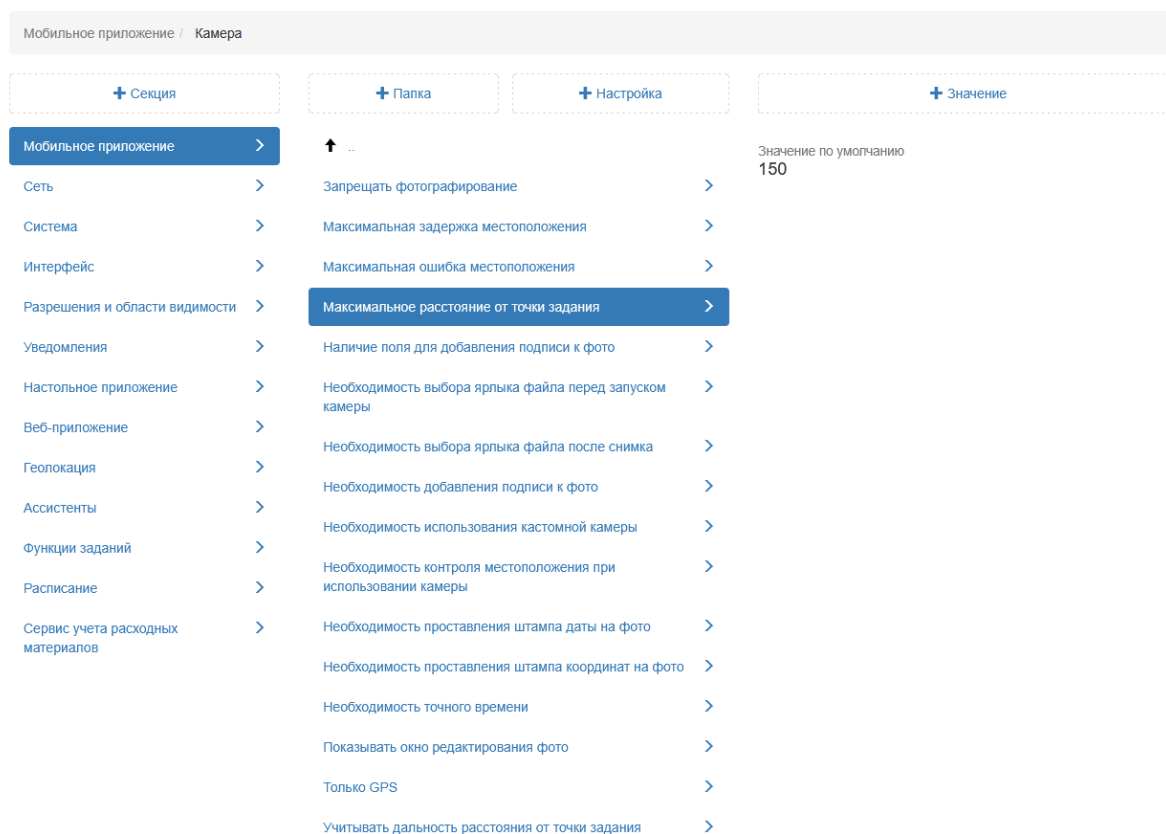 Мобильное приложение / Камера
+ Секция
+ Папка
+ Настройка
+ Значение
Мобильное приложение
Сеть
Система
Интерфейс
Разрешения и области видимости
Уведомления
Настольное приложение
Веб-приложение
Геолокация
Ассистенты
Функции заданий
Расписание
Сервис учета расходных
материалов
..
Запрещать фотографирование
Максимальная задержка местоположения
Максимальная ошибка местоположения
Максимальное расстояние от точки задания
Наличие поля для добавления подписи к фото
Необходимость выбора ярлыка файла перед запуском
камеры
Необходимость выбора ярлыка файла после снимка
Необходимость добавления подписи к фото
Необходимость использования кастомной камеры
Необходимость контроля местоположения при
использовании камеры
Необходимость проставления штампа даты на фото
Необходимость проставления штампа координат на фото
Необходимость точного времени
Показывать окно редактирования фото
Только GPS
Учитывать дальность расстояния от точки задания
Значение по умолчанию
150